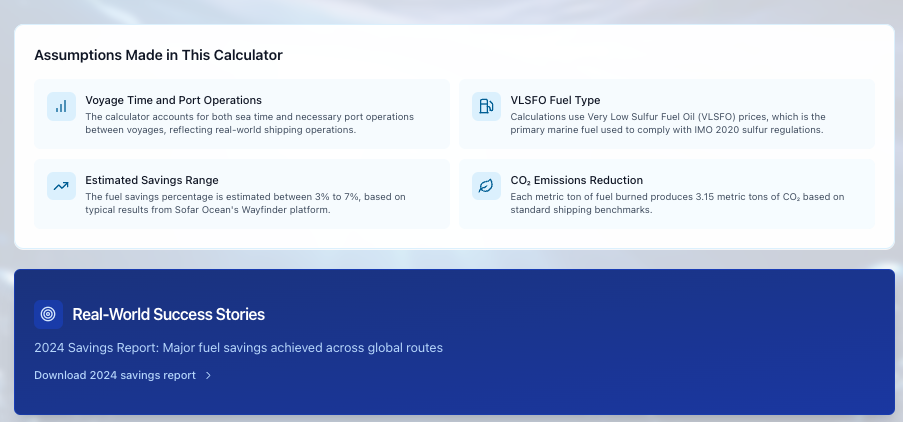 Assumptions Made in This Calculator
Voyage Time and Port Operations
The calculator accounts for both sea time and necessary port operations
between voyages, reflecting real-world shipping operations.
VLSFO Fuel Type
Calculations use Very Low Sulfur Fuel Oil (VLSFO) prices, which is the
primary marine fuel used to comply with IMO 2020 sulfur regulations.
Estimated Savings Range
The fuel savings percentage is estimated between 3% to 7%, based on
typical results from Sofar Ocean's Wayfinder platform.
CO₂ Emissions Reduction
Each metric ton of fuel burned produces 3.15 metric tons of CO₂ based on
standard shipping benchmarks.
Real-World Success Stories
2024 Savings Report: Major fuel savings achieved across global routes
Download 2024 savings report